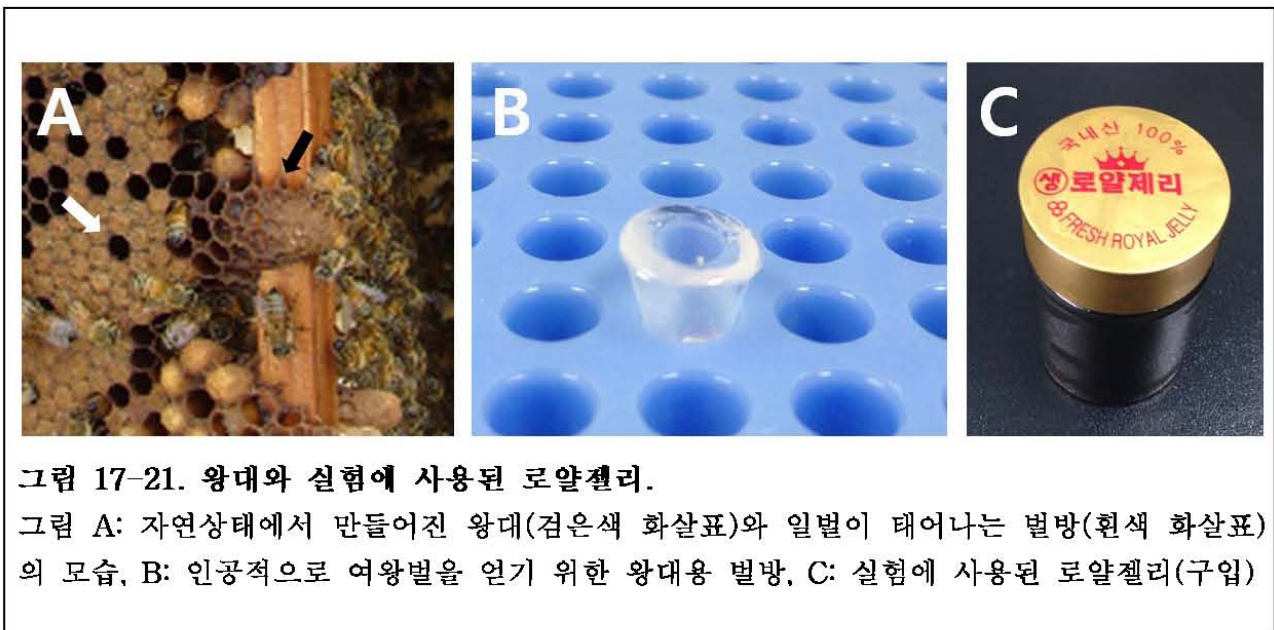 A
B
C
국내산 100%
생 로얄제리
FRESH ROYAL JELLY
그림 17-21. 왕대와 실험에 사용된 로얄젤리.
그림 A: 자연상태에서 만들어진 왕대(검은색 화살표)와 일벌이 태어나는 벌방(흰색 화살표)
의 모습, B: 인공적으로 여왕벌을 얻기 위한 왕대용 벌방, C: 실험에 사용된 로얄젤리(구입)